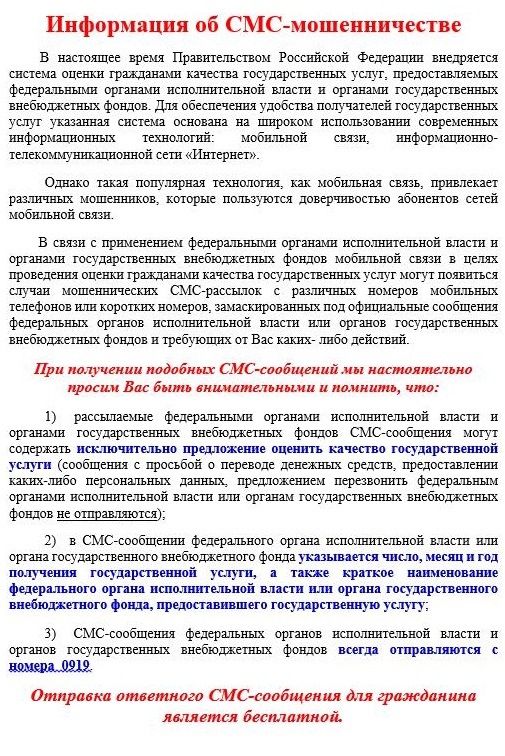 Информация об СМС-мошенничестве
В настоящее время Правительством Российской Федерации внедряется
система оценки гражданами качества государственных услуг, предоставляемых
федеральными органами исполнительной власти и органами государственных
внебюджетных фондов. Для обеспечения удобства получателей государственных
услуг указанная система основана на широком использовании современных
информационных технологий: мобильной связи, информационно-
телекоммуникационной сети «Интернет».
Однако такая популярная технология, как мобильная связь, привлекает
различных мошенников, которые пользуются доверчивостью абонентов сетей
мобильной связи.
В связи с применением федеральными органами исполнительной власти и
органами государственных внебюджетных фондов мобильной связи в целях
проведения оценки гражданами качества государственных услуг могут появиться
случаи мошеннических СМС-рассылок с различных номеров мобильных
телефонов или коротких номеров, замаскированных под официальные сообщения
федеральных органов исполнительной власти или органов государственных
внебюджетных фондов и требующих от Вас каких- либо действий.
При получении подобных СМС-сообщений мы настоятельно
просим Вас быть внимательными и помнить, что:
1) рассылаемые федеральными органами исполнительной власти и
органами государственных внебюджетных фондов СМС-сообщения могут
содержать исключительно предложение оценить качество государственной
услуги (сообщения с просьбой о переводе денежных средств, предоставлении
каких-либо персональных данных, предложением перезвонить федеральным
органами исполнительной власти или органам государственных внебюджетных
фондов не отправляются);
2) в СМС-сообщении федерального органа исполнительной власти или
органа государственного внебюджетного фонда указывается число, месяц и год
получения государственной услуги, а также краткое наименование
федерального органа исполнительной власти или органа государственного
внебюджетного фонда, предоставившего государственную услугу;
3) СМС-сообщения федеральных органов исполнительной власти и
органов государственных внебюджетных фондов всегда отправляются с
номера 0919.
Отправка ответного СМС-сообщения для гражданина
является бесплатной.